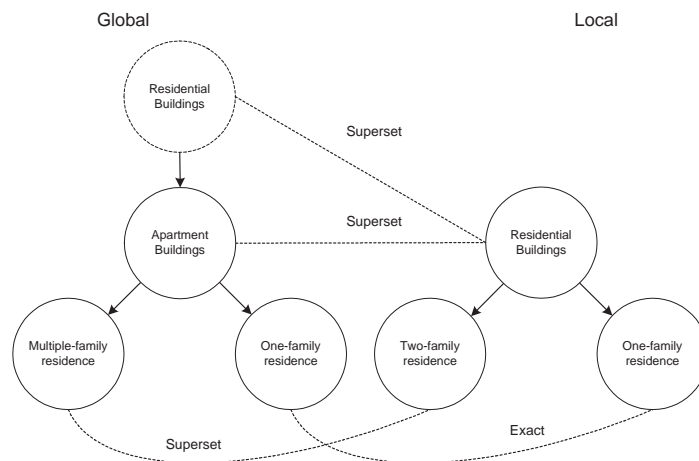 Global
Local
Residential
Buildings
Superset
Superset
Apartment
Buildings
Residential
Buildings
Multiple-family
residence
One-family
residence
Two-family
residence
One-family
residence
Superset
Exact